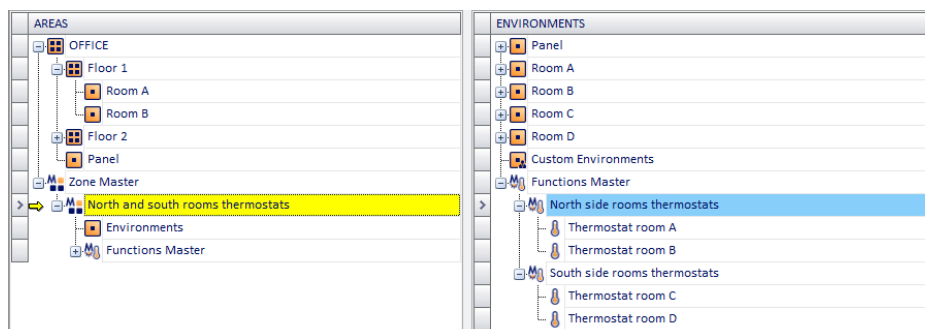 AREAS
OFFICE
Floor 1
Room A
Room B
Floor 2
Panel
Zone Master
North and south rooms thermostats
Environments
Functions Master
ENVIRONMENTS
Panel
Room A
Room B
Room C
Room D
Custom Environments
Functions Master
North side rooms thermostats
Thermostat room A
Thermostat room B
South side rooms thermostats
Thermostat room C
Thermostat room D